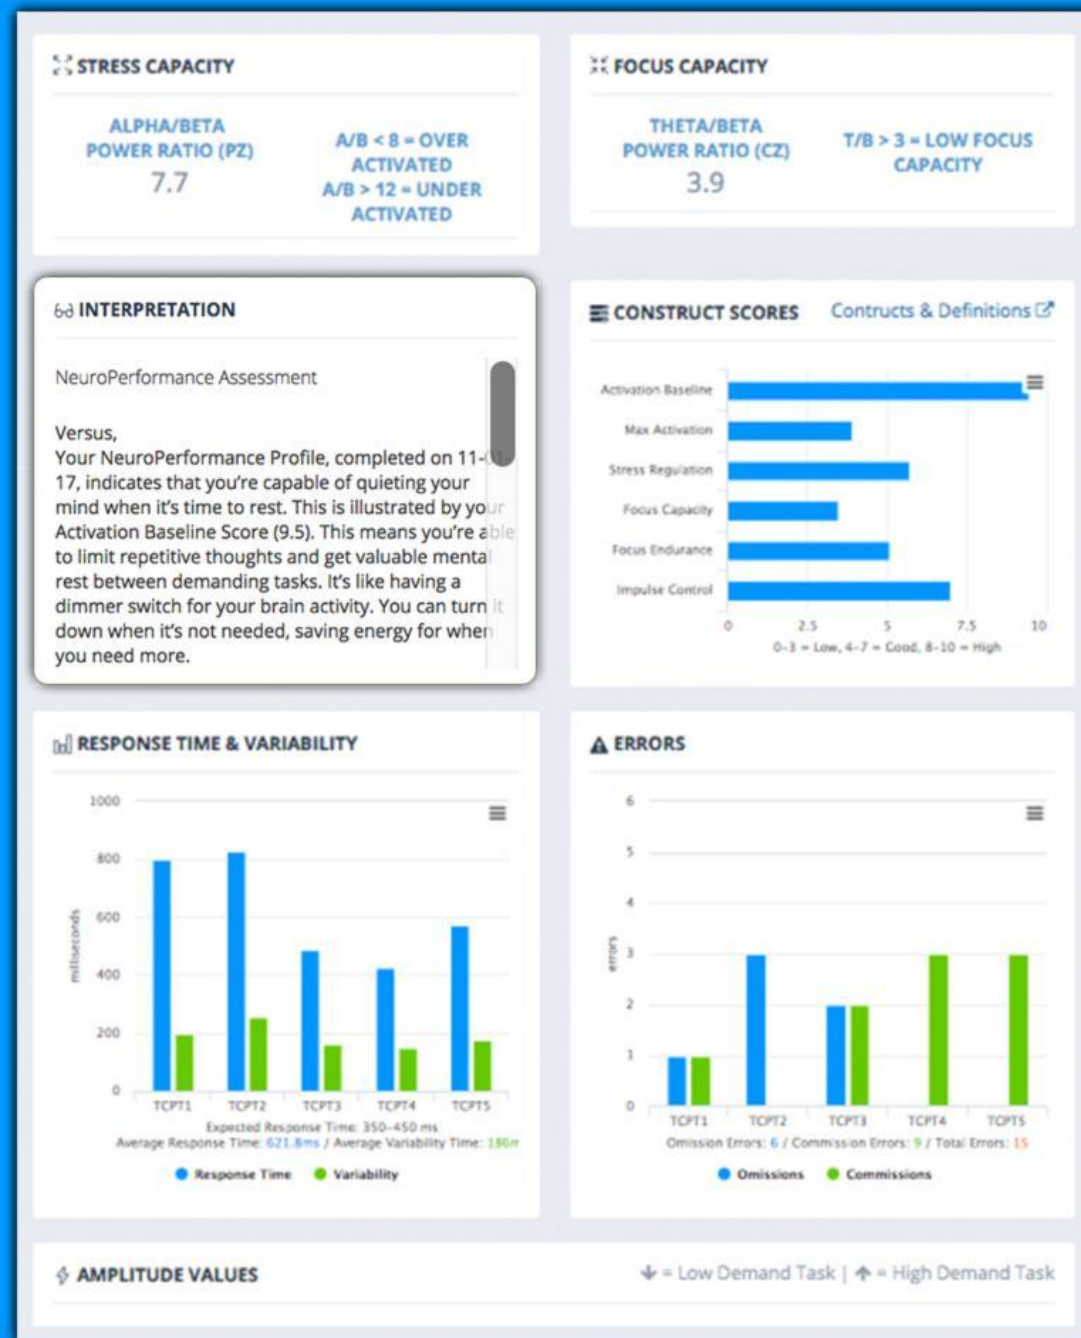 STRESS CAPACITY
ALPHA/BETA
POWER RATIO (PZ)
7.7
A/B < 8 = OVER
ACTIVATED
A/B > 12 = UNDER
ACTIVATED
FOCUS CAPACITY
THETA/BETA
POWER RATIO (CZ)
3.9
T/B > 3 = LOW FOCUS
CAPACITY
INTERPRETATION
NeuroPerformance Assessment
Versus,
Your NeuroPerformance Profile, completed on 11-01-
17, indicates that you're capable of quieting your
mind when it's time to rest. This is illustrated by your
Activation Baseline Score (9.5). This means you're able
to limit repetitive thoughts and get valuable mental
rest between demanding tasks. It's like having a
dimmer switch for your brain activity. You can turn it
down when it's not needed, saving energy for when
you need more.
CONSTRUCT SCORES Contructs & Definitions
Activation Baseline
Max Activation
Stress Regulation
Focus Capacity
Focus Endurance
Impulse Control
0 2.5 5 7.5 10
0-3 = Low, 4-7 = Good, 8-10 = High
RESPONSE TIME & VARIABILITY
1000
800
600
400
200
0
milliseconds
TCPT1 TCPT2 TCPT3 TCPT4 TCPT5
Expected Response Time: 350-450 ms
Average Response Time: 621.8ms / Average Variability Time: 186m
Response Time Variability
ERRORS
6
5
4
3
2
1
0
errors
TCPT1 TCPT2 TCPT3 TCPT4 TCPT5
Omission Errors: 6 / Commission Errors: 9 / Total Errors: 15
Omissions Commissions
AMPLITUDE VALUES
↓ = Low Demand Task | ↑ = High Demand Task